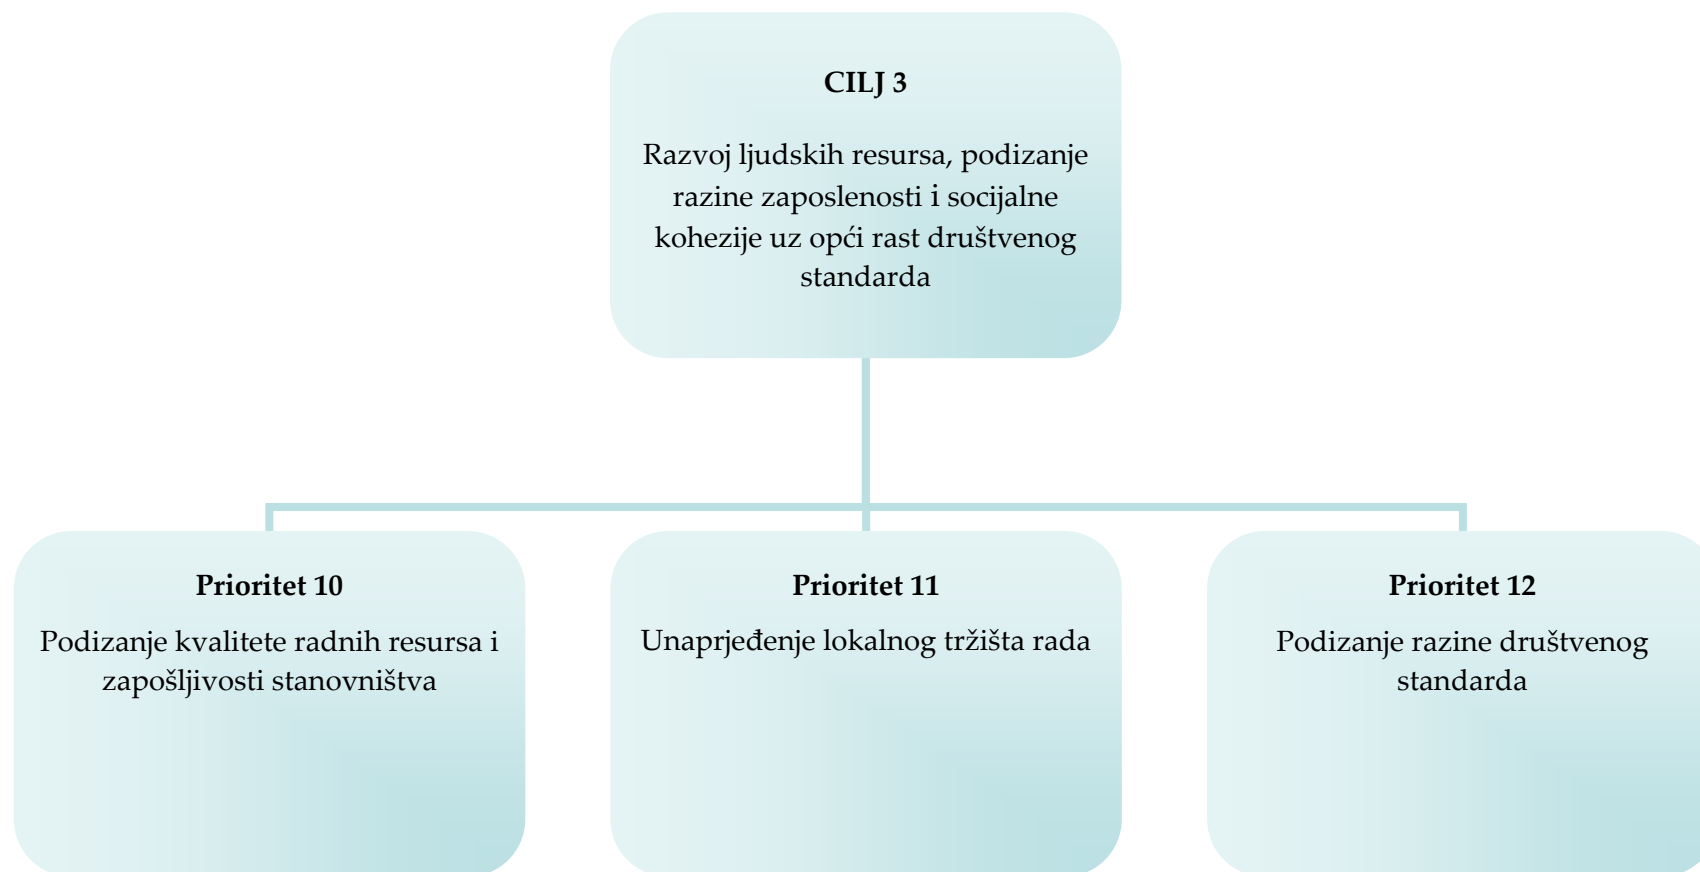 CILJ 3
Razvoj ljudskih resursa, podizanje
razine zaposlenosti i socijalne
kohezije uz opći rast društvenog
standarda
Prioritet 10
Podizanje kvalitete radnih resursa i
zapošljivosti stanovništva
Prioritet 11
Unaprjeđenje lokalnog tržišta rada
Prioritet 12
Podizanje razine društvenog
standarda